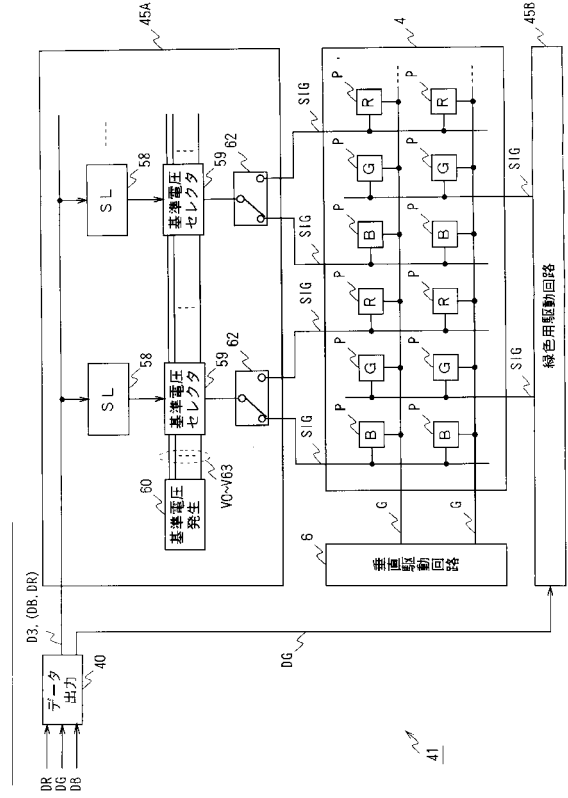 45A
SL
58
SL
58
60
基準電圧
発生
V0~V63
基準電圧
セレクタ
59
基準電圧
セレクタ
59
62
62
D3, (DB, DR)
データ
出力
40
DR
DG
DB
DG
SIG
SIG
SIG
SIG
4
P
B
P
G
P
R
P
B
P
G
P
R
P
B
P
G
P
R
P
B
P
G
P
R
6
垂直駆動回路
G
G
SIG
SIG
45B
緑色用駆動回路
41